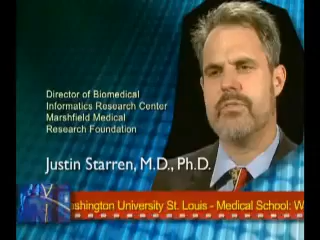 Director of Biomedical
Informatics Research Center
Marshfield Medical
Research Foundation
Justin Starren, M.D., Ph.D.
ashington University St. Louis - Medical School: W